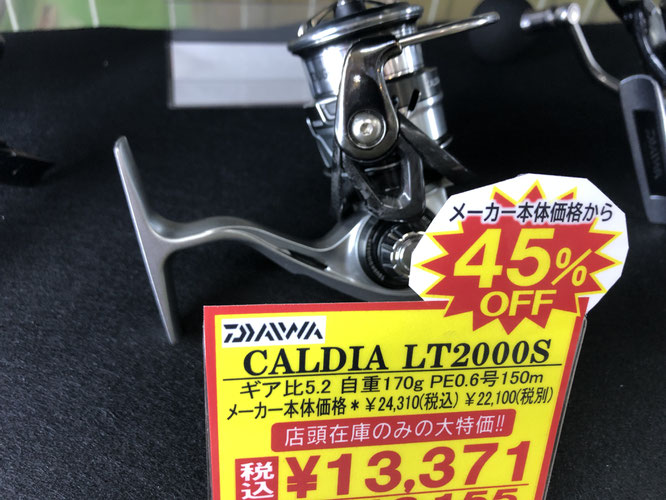 メーカー本体価格から
45%
OFF
DAIWA
CALDIA LT2000S
ギア比5.2 自重170g PE0.6号150m
メーカー本体価格＊￥24,310(税込) ￥22,100(税別)
店頭在庫のみの大特価!!
税込 ¥13,371
DAIWA